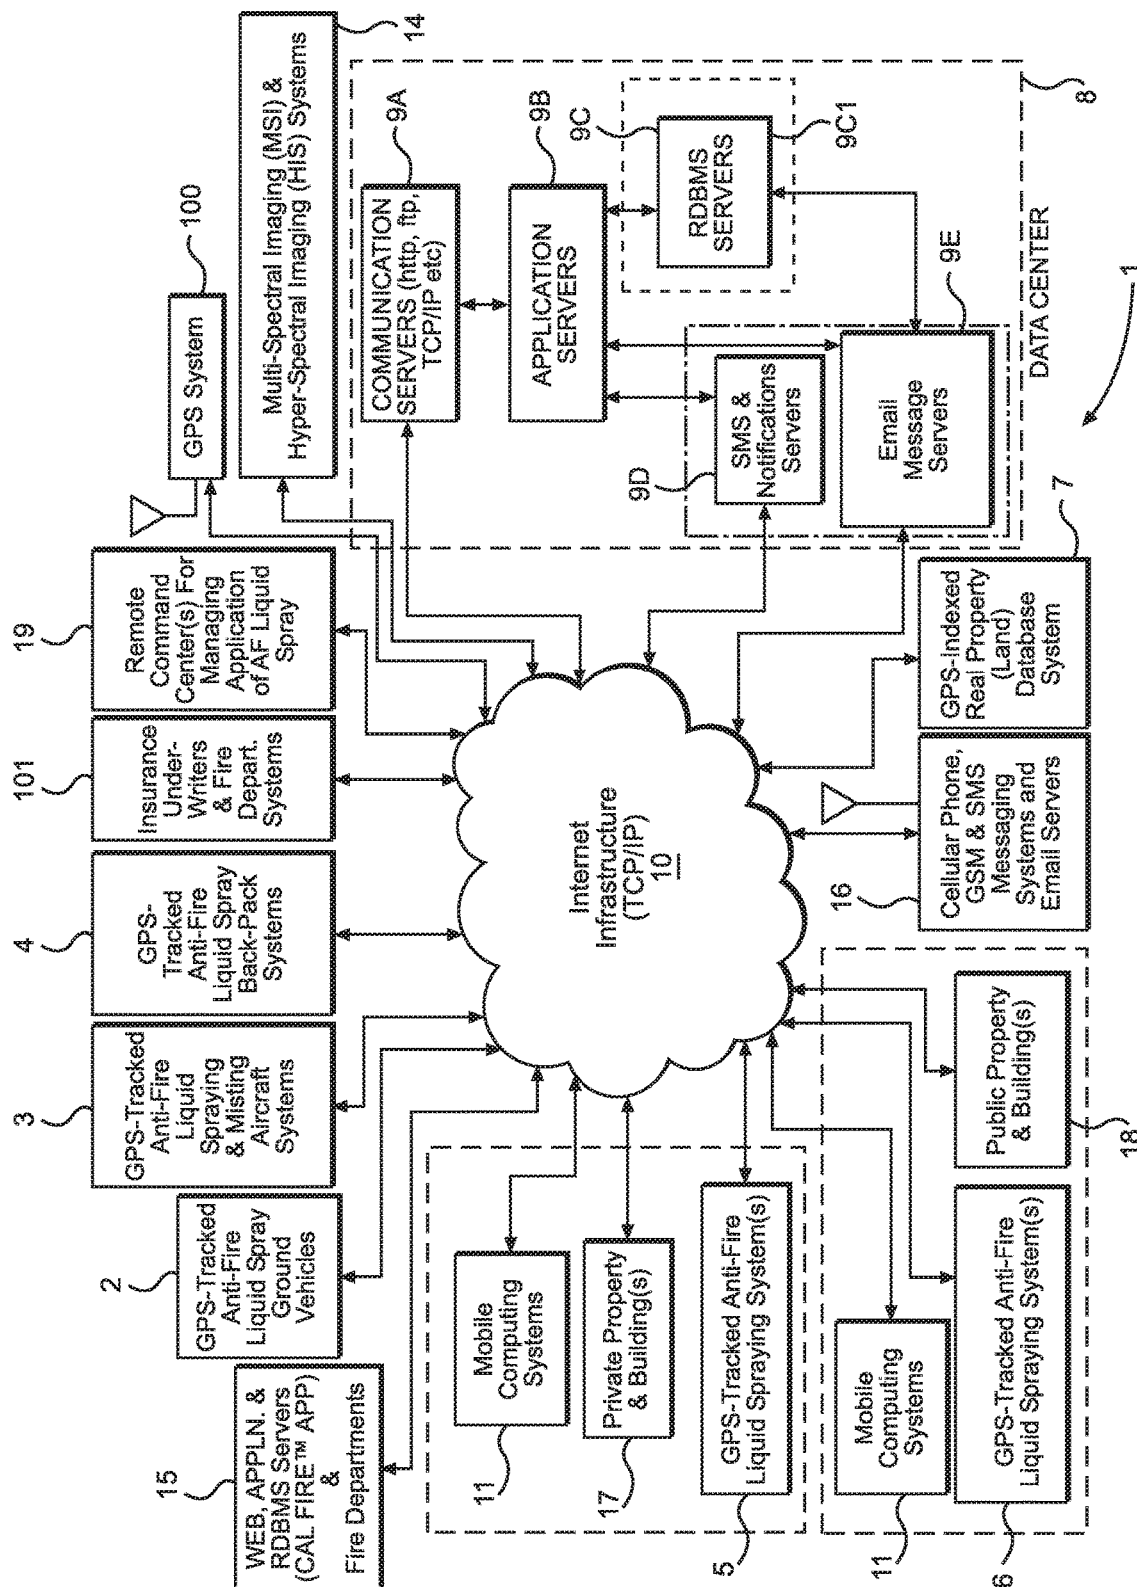 15
WEB, APPLN. &
RDBMS Servers
(CAL FIRE™ APP)
&
Fire Departments
2
GPS-Tracked
Anti-Fire
Liquid Spray
Ground
Vehicles
3
GPS-Tracked
Anti-Fire
Liquid
Spraying
& Misting
Aircraft
Systems
4
GPS-
Tracked
Anti-Fire
Liquid Spray
Back-Pack
Systems
101
Insurance
Under-
Writers
& Fire
Depart.
Systems
19
Remote
Command
Center(s) For
Managing
Application
of AF Liquid
Spray
GPS System
100
Multi-Spectral Imaging (MSI) &
Hyper-Spectral Imaging (HIS) Systems
14
Mobile
Computing
Systems
11
Private Property
& Building(s)
17
GPS-Tracked Anti-Fire
Liquid Spraying System(s)
5
Internet
Infrastructure
(TCP/IP)
10
COMMUNICATION
SERVERS (http, ftp,
TCP/IP etc)
9A
APPLICATION
SERVERS
9B
9C
RDBMS
SERVERS
9C1
9D
SMS &
Notifications
Servers
Email
Message
Servers
9E
DATA CENTER
8
Mobile
Computing
Systems
11
GPS-Tracked Anti-Fire
Liquid Spraying System(s)
6
Public Property
& Building(s)
18
Cellular Phone,
GSM & SMS
Messaging
Systems and
Email Servers
16
GPS-Indexed
Real Property
(Land)
Database
System
7
1